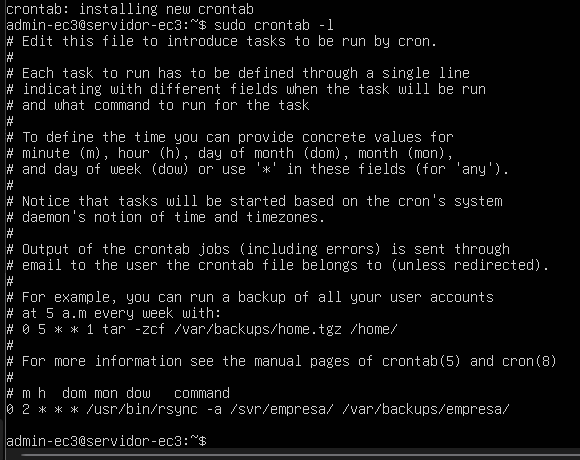 crontab: installing new crontab
admin-ec3@servidor-ec3:~$ sudo crontab -l
# Edit this file to introduce tasks to be run by cron.
#
# Each task to run has to be defined through a single line
# indicating with different fields when the task will be run
# and what command to run for the task
#
# To define the time you can provide concrete values for
# minute (m), hour (h), day of month (dom), month (mon),
# and day of week (dow) or use '*' in these fields (for 'any').
#
# Notice that tasks will be started based on the cron's system
# daemon's notion of time and timezones.
#
# Output of the crontab jobs (including errors) is sent through
# email to the user the crontab file belongs to (unless redirected).
#
# For example, you can run a backup of all your user accounts
# at 5 a.m every week with:
# 0 5 * * 1 tar -zcf /var/backups/home.tgz /home/
#
# For more information see the manual pages of crontab(5) and cron(8)
#
# m h  dom mon dow   command
0 2 * * * /usr/bin/rsync -a /svr/empresa/ /var/backups/empresa/
admin-ec3@servidor-ec3:~$